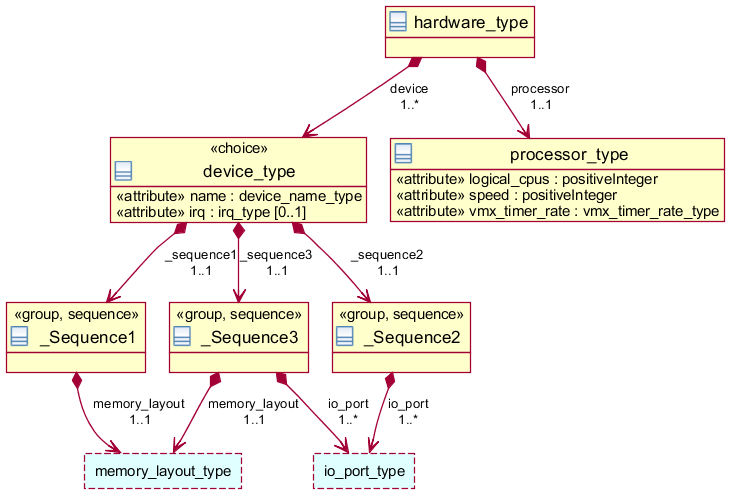 hardware_type
device
1..*
processor
1..1
«choice»
device_type
«attribute» name : device_name_type
«attribute» irq : irq_type [0..1]
processor_type
«attribute» logical_cpus : positiveInteger
«attribute» speed : positiveInteger
«attribute» vmx_timer_rate : vmx_timer_rate_type
_sequence1
1..1
_sequence3
1..1
_sequence2
1..1
«group, sequence»
_Sequence1
«group, sequence»
_Sequence3
«group, sequence»
_Sequence2
memory_layout
1..1
memory_layout
1..1
io_port
1..*
io_port
1..*
memory_layout_type
io_port_type